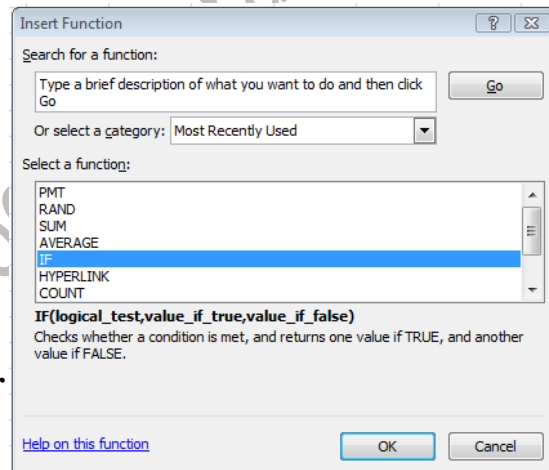 Insert Function
Search for a function:
Type a brief description of what you want to do and then click
Go
Go
Or select a category: Most Recently Used
Select a function:
PMT
RAND
SUM
AVERAGE
IF
HYPERLINK
COUNT
IF(logical_test,value_if_true,value_if_false)
Checks whether a condition is met, and returns one value if TRUE, and another
value if FALSE.
Help on this function
OK
Cancel